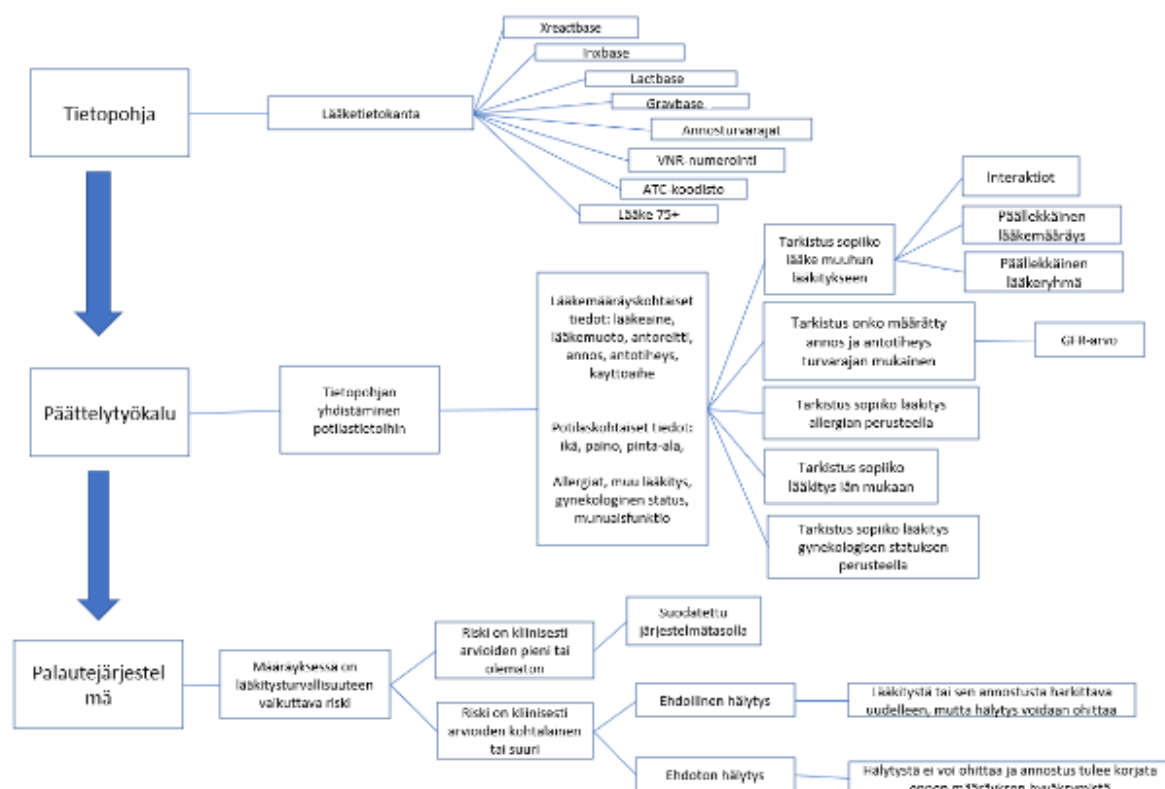 Xreactbase
Inxbase
Lactbase
Gravbase
Annosturvarajat
VNR-numerointi
ATC-koodisto
Lääke 75+
Tietopohja
Lääketietokanta
Interaktiot
Päällekkäinen
lääkemääräys
Päällekkäinen
lääkeryhmä
Tarkistus sopiiko
lääke muuhun
lääkitykseen
Lääkemääräyskohtaiset
tiedot: lääkeaine,
lääkemuoto, antoreitti,
annos, antotiheys,
käyttöaihe
Potilaskohtaiset tiedot:
ikä, paino, pinta-ala,
Allergiat, muu lääkitys,
gynekologinen status,
munuaisfunktio
Tarkistus onko määrätty
annos ja antotiheys
turvarajan mukainen
GFR-arvo
Päättelytyökalu
Tietopohjan
yhdistäminen
potilastietoihin
Tarkistus sopiiko lääkitys
allergian perusteella
Tarkistus sopiiko
lääkitys iän mukaan
Tarkistus sopiiko lääkitys
gynekologisen statuksen
perusteella
Palautejärjestel
mä
Määräyksessä on
lääkitysturvallisuuteen
vaikuttava riski
Riski on kliinisesti
arvioiden pieni tai
olematon
Suodatettu
järjestelmätasolla
Riski on kliinisesti
arvioiden kohtalainen
tai suuri
Ehdollinen hälytys
Lääkitystä tai sen annostusta harkittava
uudelleen, mutta hälytys voidaan ohittaa
Ehdoton hälytys
Hälytystä ei voi ohittaa ja annostus tulee korjata
ennen määräyksen hyväksymistä